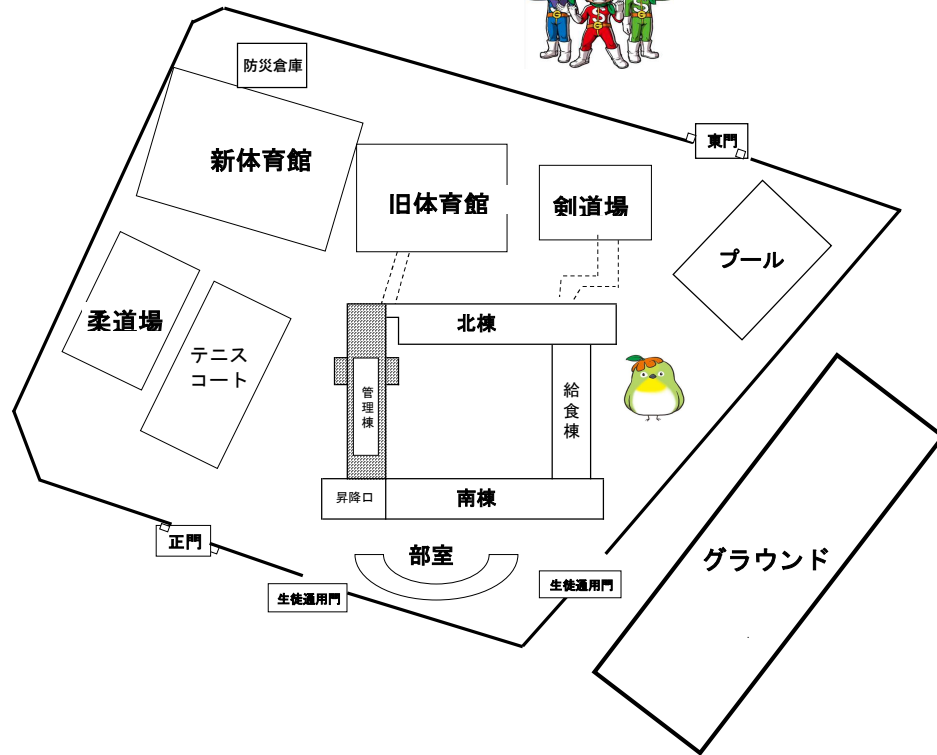 防災倉庫
東門
新体育館
旧体育館
剣道場
プール
柔道場
テニス
コート
北棟
管理棟
給食棟
昇降口
南棟
正門
部室
グラウンド
生徒通用門
生徒通用門
S
S